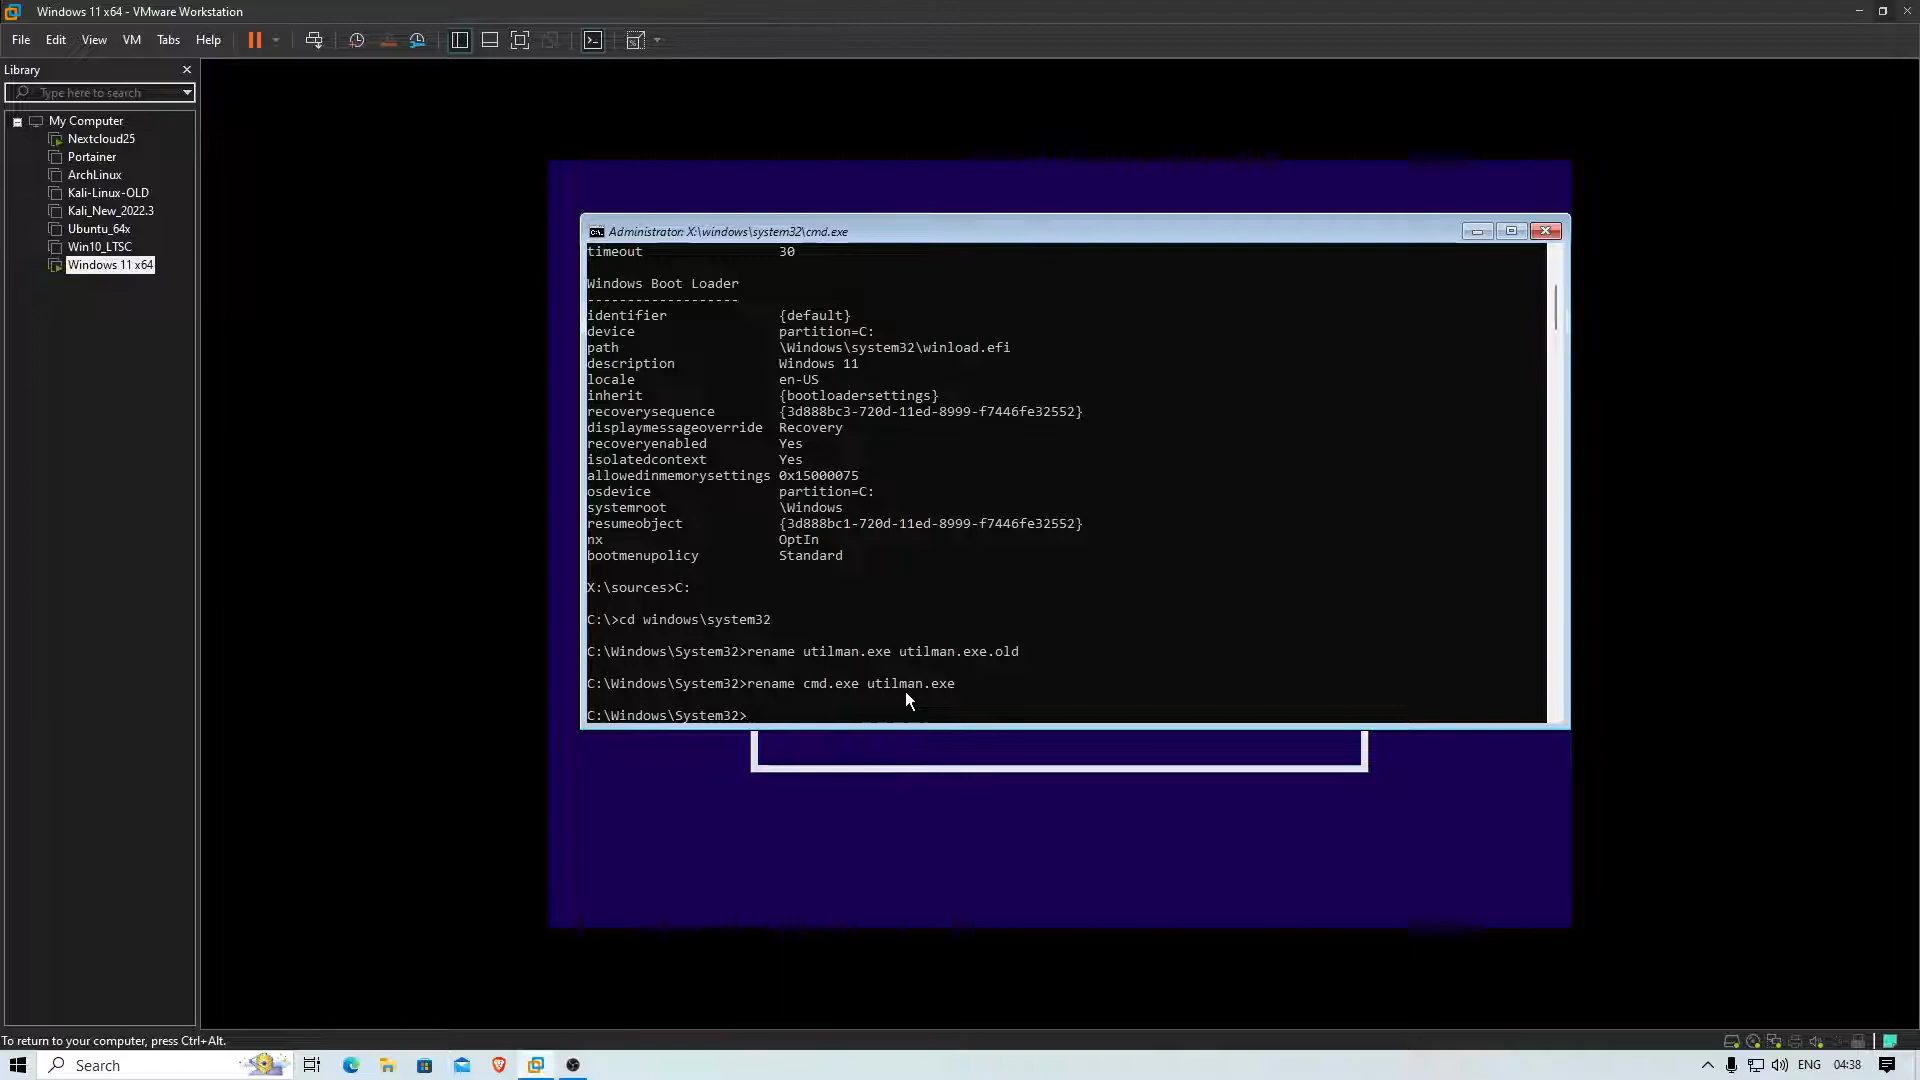 Windows 11 x64 - VMware Workstation
File Edit View VM Tabs Help
Library
Type here to search
My Computer
Nextcloud25
Portainer
ArchLinux
Kali-Linux-OLD
Kali_New_2022.3
Ubuntu_64x
Win10_LTSC
Windows 11 x64
Administrator: X:\windows\system32\cmd.exe
timeout 30
Windows Boot Loader
-------------------
identifier {default}
device partition=C:
path \Windows\system32\winload.efi
description Windows 11
locale en-US
inherit {bootloadersettings}
recoverysequence {3d888bc3-720d-11ed-8999-f7446fe32552}
displaymessageoverride Recovery
recoveryenabled Yes
isolatedcontext Yes
allowedinmemorysettings 0x15000075
osdevice partition=C:
systemroot \Windows
resumeobject {3d888bc1-720d-11ed-8999-f7446fe32552}
nx OptIn
bootmenupolicy Standard
X:\sources>C:
C:\>cd windows\system32
C:\Windows\System32>rename utilman.exe utilman.exe.old
C:\Windows\System32>rename cmd.exe utilman.exe
C:\Windows\System32>
To return to your computer, press Ctrl+Alt.
Search
ENG 04:38